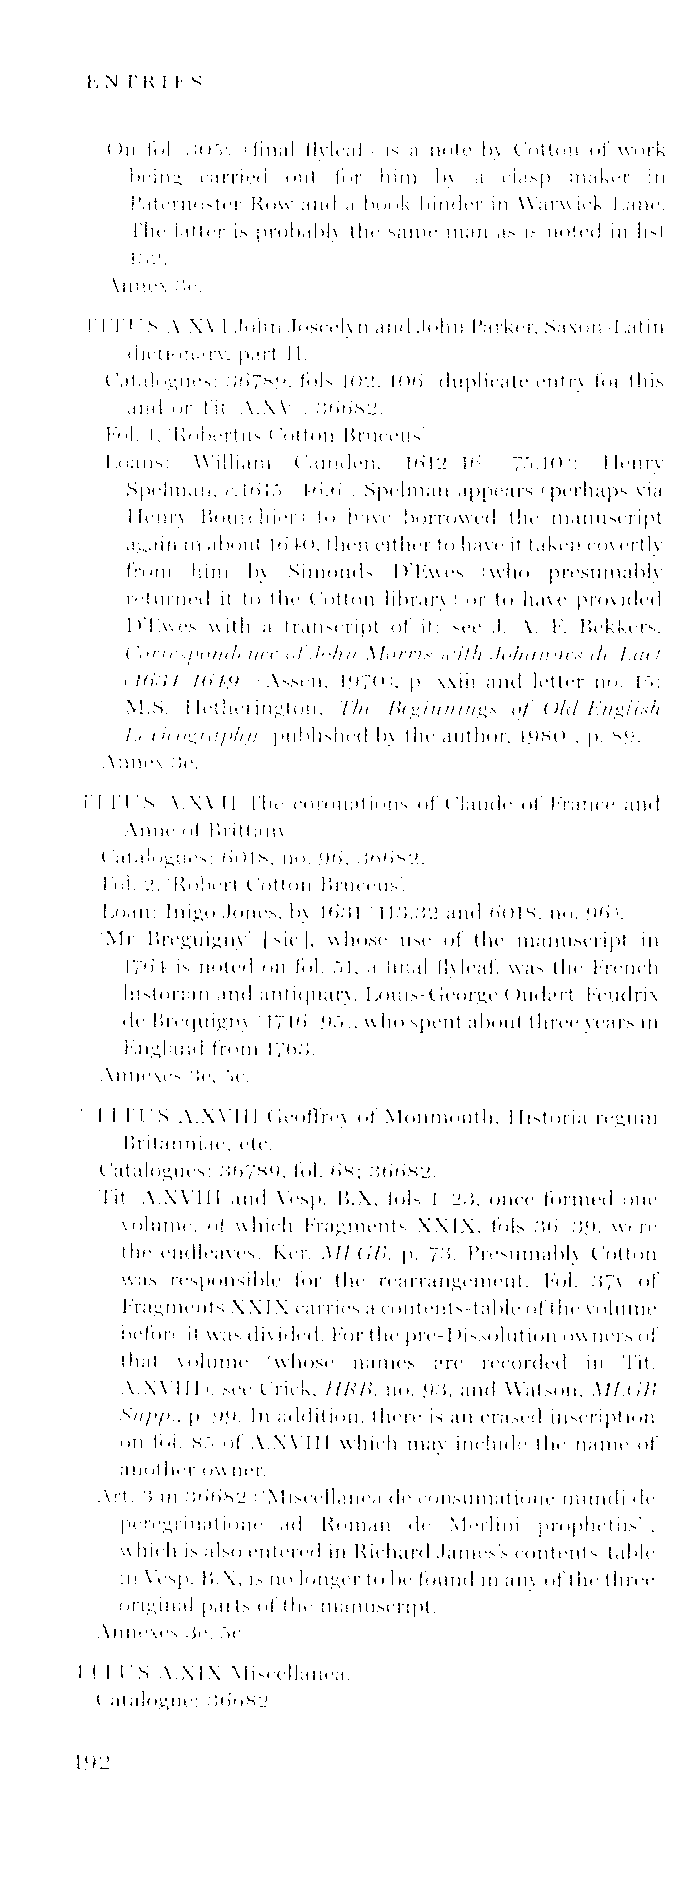 ENTRIES
On fol. 305v (final flyleaf) is a note by Cotton of work
being carried out for him by a clasp maker in
Paternoster Row and a book binder in Warwick Lane.
The latter is probably the same man as is noted in list
152.
Annex 3e.
TITUS A.XVI John Joscelyn and John Parker, Saxon-Latin
dictionary, part II.
Catalogues: 36789, fols 102, 106 (duplicate entry for this
and/or Tit. A.XV); 36682.
Fol. 1, 'Robertus Cotton Bruceus'.
Loans: William Camden, 1612-16 75.10; Henry
Spelman, c.1615 . Spelman appears (perhaps via
Henry Bourchier) to have borrowed the manuscript
again in about 1640, then either to have it taken covertly
from him by Simonds D'Ewes (who presumably
returned it to the Cotton library) or to have provided
D'Ewes with a transcript of it: see J. A. F. Bekkers,
Correspondence of John Morris with Johannes de Laet
(1634-1649) (Assen, 1970), p. xxiii and letter no. 15;
M.S. Hetherington, The Beginnings of Old English
Lexicography (published by the author, 1980), p. 89.
Annex 3e.
TITUS A.XVII The coronations of Claude of France and
Anne of Brittany.
Catalogues: 6018, no. 96; 36682.
Fol. 2, 'Robert Cotton Bruceus'.
Loan: Inigo Jones, by 1631 (113.32 and 6018, no. 96).
'Mr Breguigny' [sic], whose use of the manuscript in
1764 is noted on fol. 51, a final flyleaf, was the French
historian and antiquary, Louis-George Oudart-Feudrix
de Brequigny (1716-95), who spent about three years in
England from 1763.
Annexes 3e, 5c.
TITUS A.XVIII Geoffrey of Monmouth, Historia regum
Britanniae, etc.
Catalogues: 36789, fol. 68; 36682.
Tit. A.XVIII and Vesp. B.X, fols 1-23, once formed one
volume, of which Fragments XXIX, fols 36-39, were
the endleaves. Ker, MLGB, p. 73. Presumably Cotton
was responsible for the rearrangement. Fol. 37v of
Fragments XXIX carries a contents-table of the volume
before it was divided. For the pre-Dissolution owners of
that volume (whose names are recorded in Tit.
A.XVIII), see Crick, HRB, no. 93, and Watson, MLGB
Supp., p. 99. In addition, there is an erased inscription
on fol. 85 of A.XVIII which may include the name of
another owner.
Art. 3 in 36682 ('Miscellanea de consumatione mundi de
peregrinatione ad Roman de Merlini prophetiis'),
which is also entered in Richard James's contents-table
in Vesp. B.X, is no longer to be found in any of the three
original parts of the manuscript.
Annexes 3e, 5c
TITUS A.XIX Miscellanea.
Catalogue: 36682
192